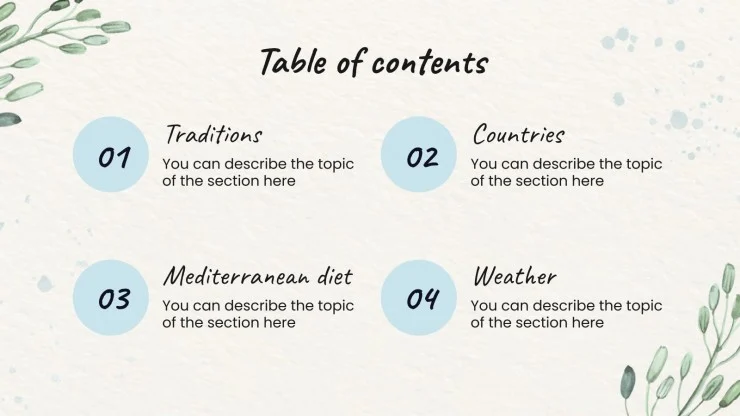 Table of contents
01
Traditions
You can describe the topic
of the section here
02
Countries
You can describe the topic
of the section here
03
Mediterranean diet
You can describe the topic
of the section here
04
Weather
You can describe the topic
of the section here